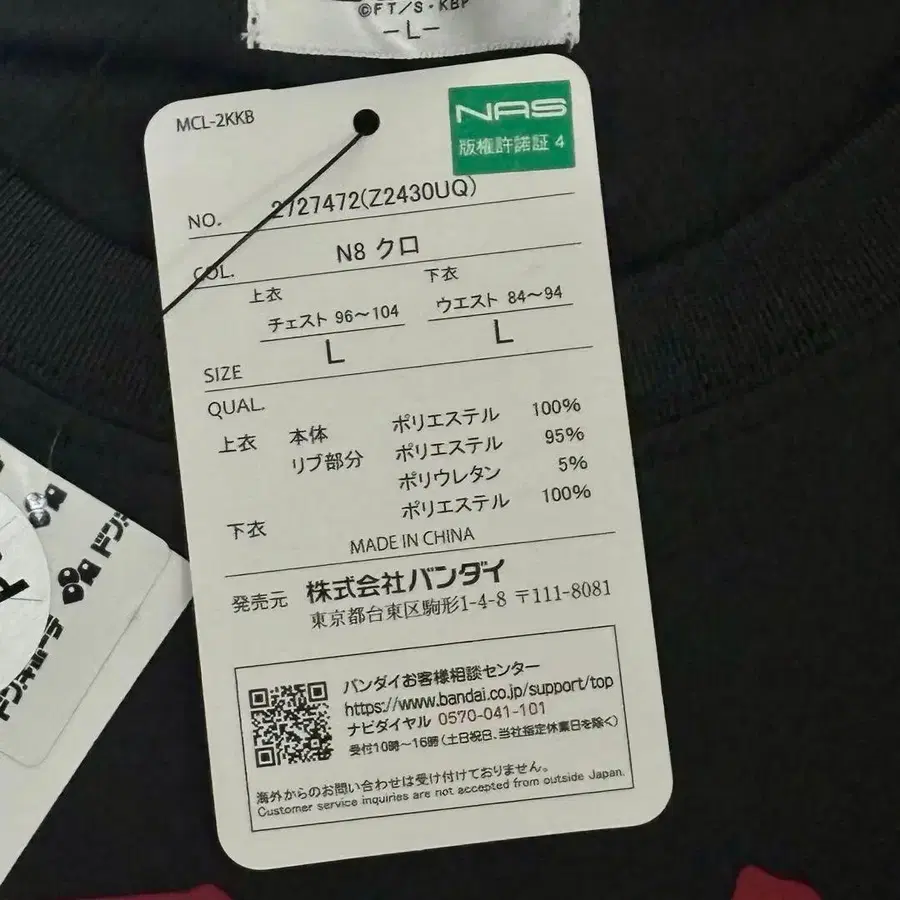 ©FT/S・KBP
-L-
MCL-2KKB
NAS
版権許諾証 4
NO. 2727472(Z2430UQ)
COL. N8 クロ
上衣 下衣
チェスト 96〜104 ウエスト 84〜94
SIZE L L
QUAL.
上衣 本体 ポリエステル 100%
リブ部分 ポリエステル 95%
ポリウレタン 5%
下衣 ポリエステル 100%
MADE IN CHINA
発売元 株式会社バンダイ
東京都台東区駒形1-4-8 〒111-8081
バンダイお客様相談センター
https://www.bandai.co.jp/support/top
ナビダイヤル 0570-041-101
受付10時〜16時(土日祝日、当社指定休業日を除く)
海外からのお問い合わせは受け付けておりません。
Customer service inquiries are not accepted from outside Japan.